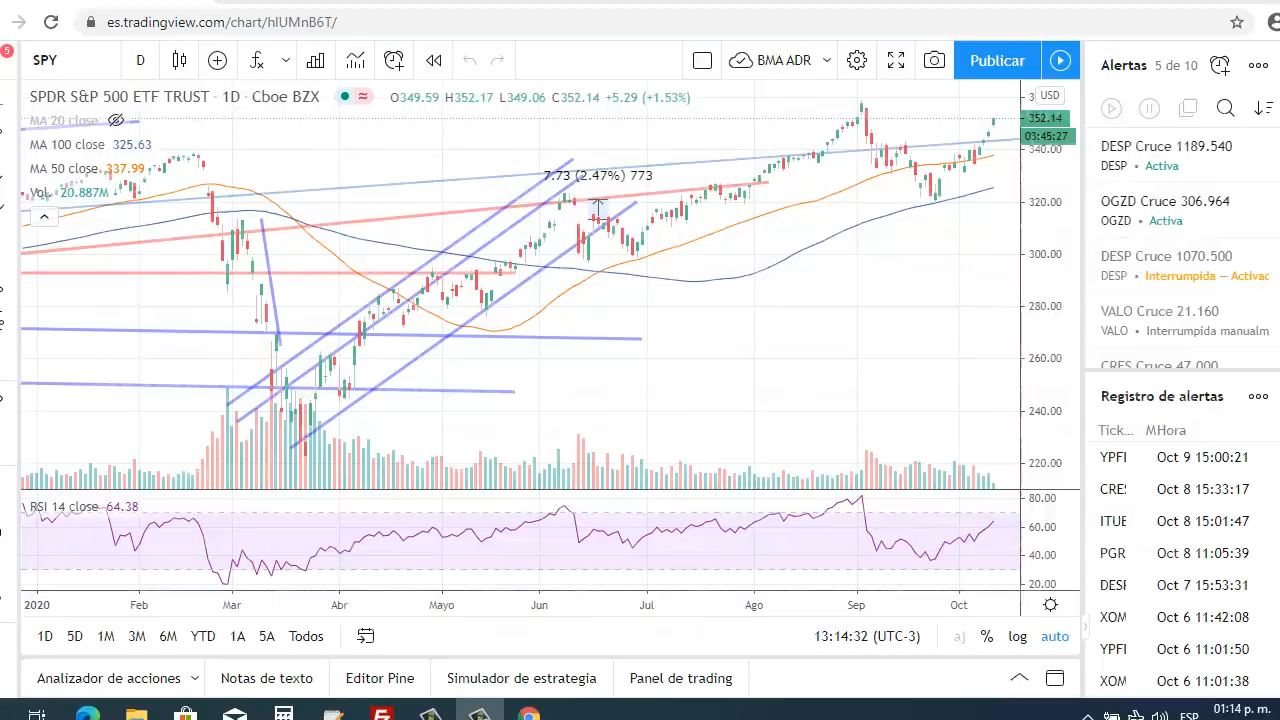 es.tradingview.com/chart/hIUMnB6T/
5
SPY D BMA ADR Publicar
SPDR S&P 500 ETF TRUST · 1D · Cboe BZX O349.59 H352.17 L349.06 C352.14 +5.29 (+1.53%)
USD
MA 20 close
MA 100 close 325.63
MA 50 close 337.99
Vol 20.887M
7.73 (2.47%) 773
352.14
03:45:27
340.00
320.00
300.00
280.00
260.00
240.00
220.00
RSI 14 close 64.38
80.00
60.00
40.00
20.00
2020 Feb Mar Abr Mayo Jun Jul Ago Sep Oct
1D 5D 1M 3M 6M YTD 1A 5A Todos 13:14:32 (UTC-3) aj % log auto
Analizador de acciones Notas de texto Editor Pine Simulador de estrategia Panel de trading
Alertas 5 de 10
DESP Cruce 1189.540
DESP • Activa
OGZD Cruce 306.964
OGZD • Activa
DESP Cruce 1070.500
DESP • Interrumpida — Activac
VALO Cruce 21.160
VALO • Interrumpida manualm
CRES Cruce 47.000
Registro de alertas
Tick... MHora
YPFI Oct 9 15:00:21
CRE Oct 8 15:33:17
ITUE Oct 8 15:01:47
PGR Oct 8 11:05:39
DESI Oct 7 15:53:31
XOM Oct 6 11:42:08
YPFI Oct 6 11:01:50
XOM Oct 6 11:01:38
ESP 01:14 p. m.